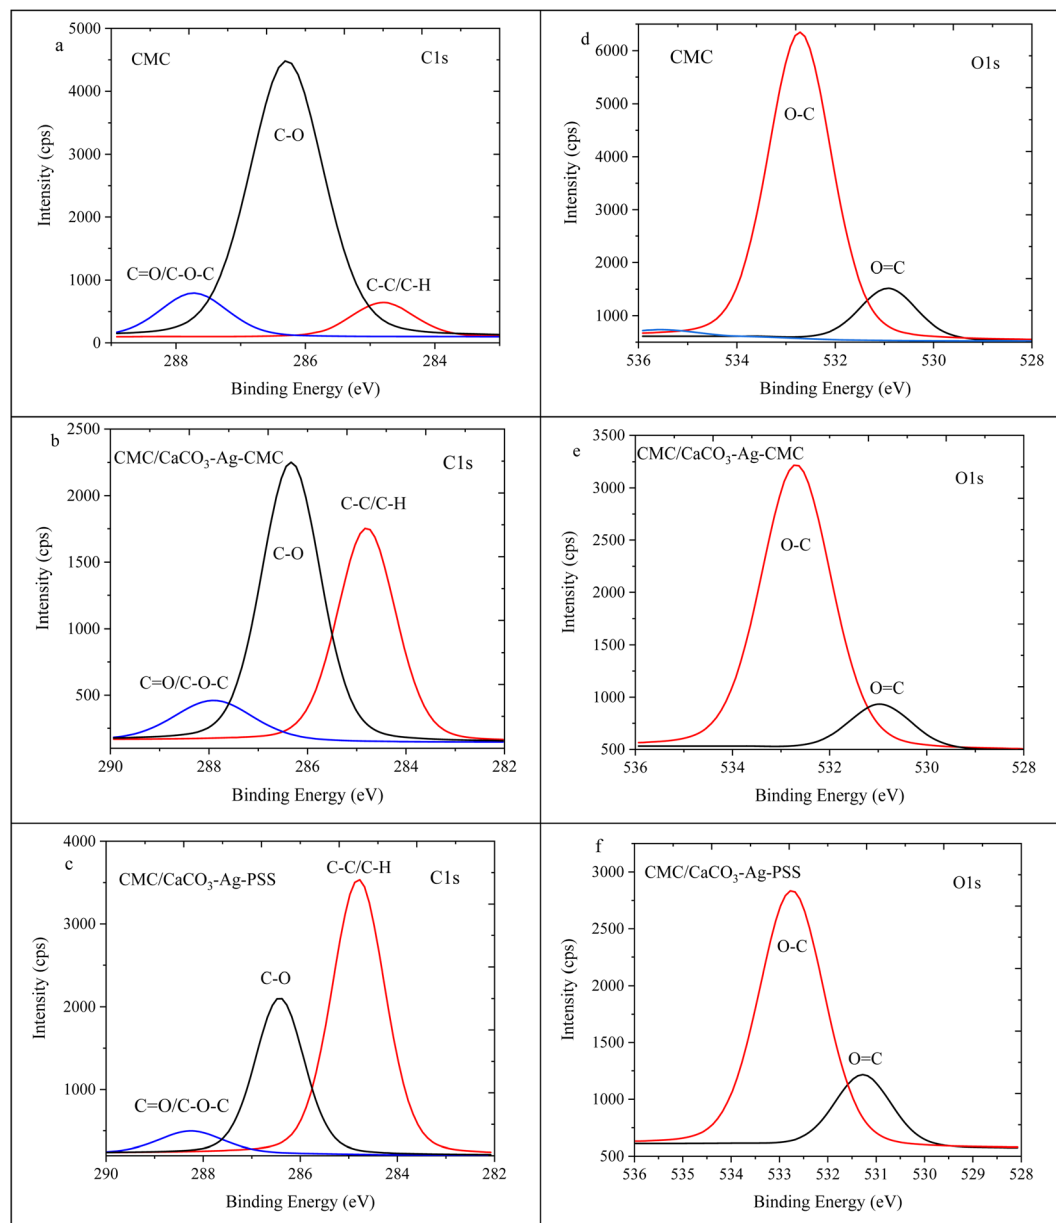 a
CMC
C1s
C-O
C=O/C-O-C
C-C/C-H
5000
4000
3000
2000
1000
0
288
286
284
Intensity (cps)
Binding Energy (eV)
d
CMC
O1s
O-C
O=C
6000
5000
4000
3000
2000
1000
536
534
532
530
528
Intensity (cps)
Binding Energy (eV)
b
CMC/CaCO₃-Ag-CMC
C1s
C-C/C-H
C-O
C=O/C-O-C
2500
2000
1500
1000
500
290
288
286
284
282
Intensity (cps)
Binding Energy (eV)
e
CMC/CaCO₃-Ag-CMC
O1s
O-C
O=C
3500
3000
2500
2000
1500
1000
500
536
534
532
530
528
Intensity (cps)
Binding Energy (eV)
c
CMC/CaCO₃-Ag-PSS
C-C/C-H
C1s
C-O
C=O/C-O-C
4000
3000
2000
1000
290
288
286
284
282
Intensity (cps)
Binding Energy (eV)
f
CMC/CaCO₃-Ag-PSS
O1s
O-C
O=C
3000
2500
2000
1500
1000
500
536
535
534
533
532
531
530
529
528
Intensity (cps)
Binding Energy (eV)